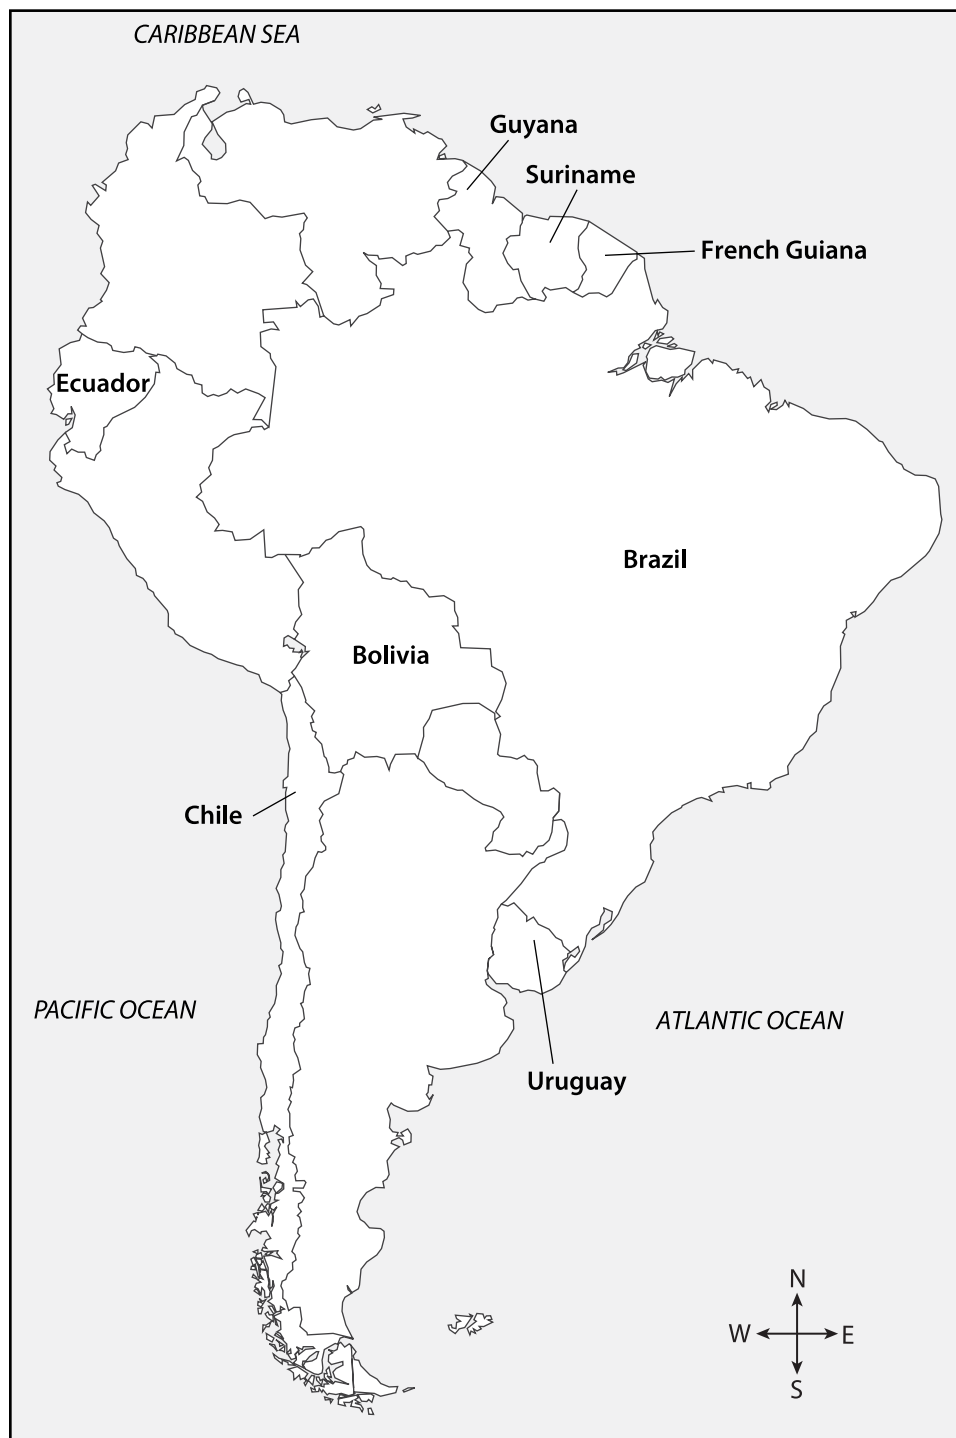 CARIBBEAN SEA
Guyana
Suriname
French Guiana
Ecuador
Brazil
Bolivia
Chile
PACIFIC OCEAN
ATLANTIC OCEAN
Uruguay
N
W E
S